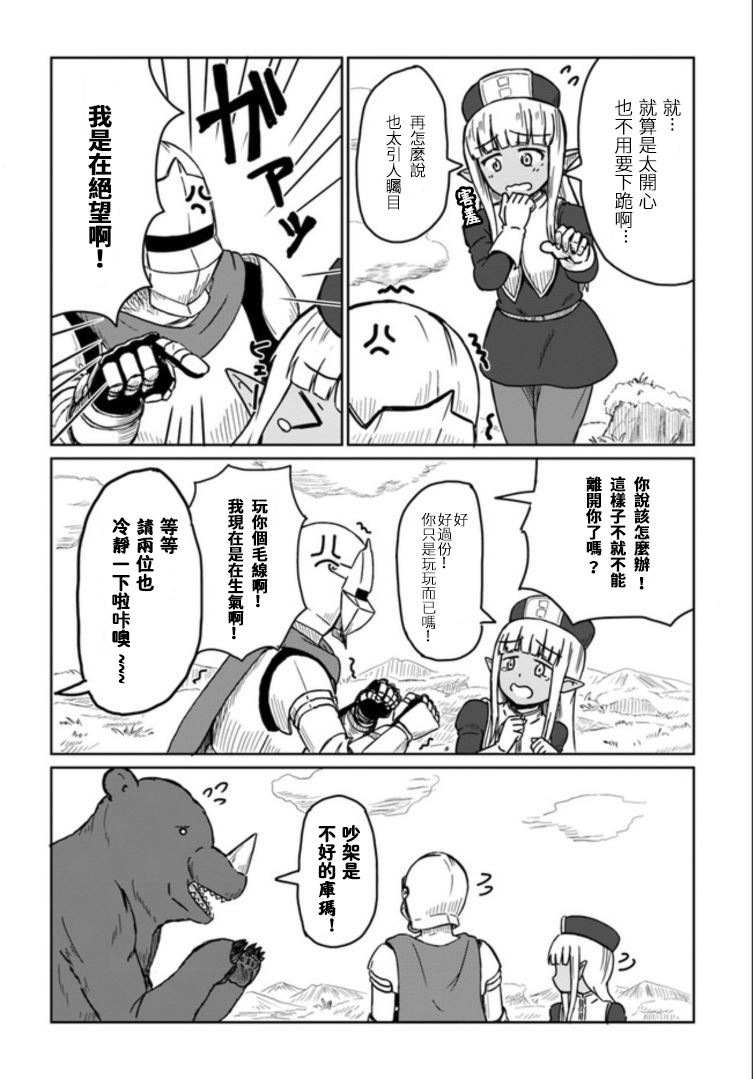 就…
就算是太開心
也不用要下跪啊…
害羞
再怎麼說
也太引人矚目
ガアッ
我是在絕望啊！
ヒェ
你說該怎麼辦！
這樣子不就不能
離開你了嗎？
好
好過份！
你只是玩玩而已嗎！
玩你個毛線啊！
我現在是在生氣啊！
等等
請兩位也
冷靜一下啦咔噢~~~
吵架是
不好的庫瑪！